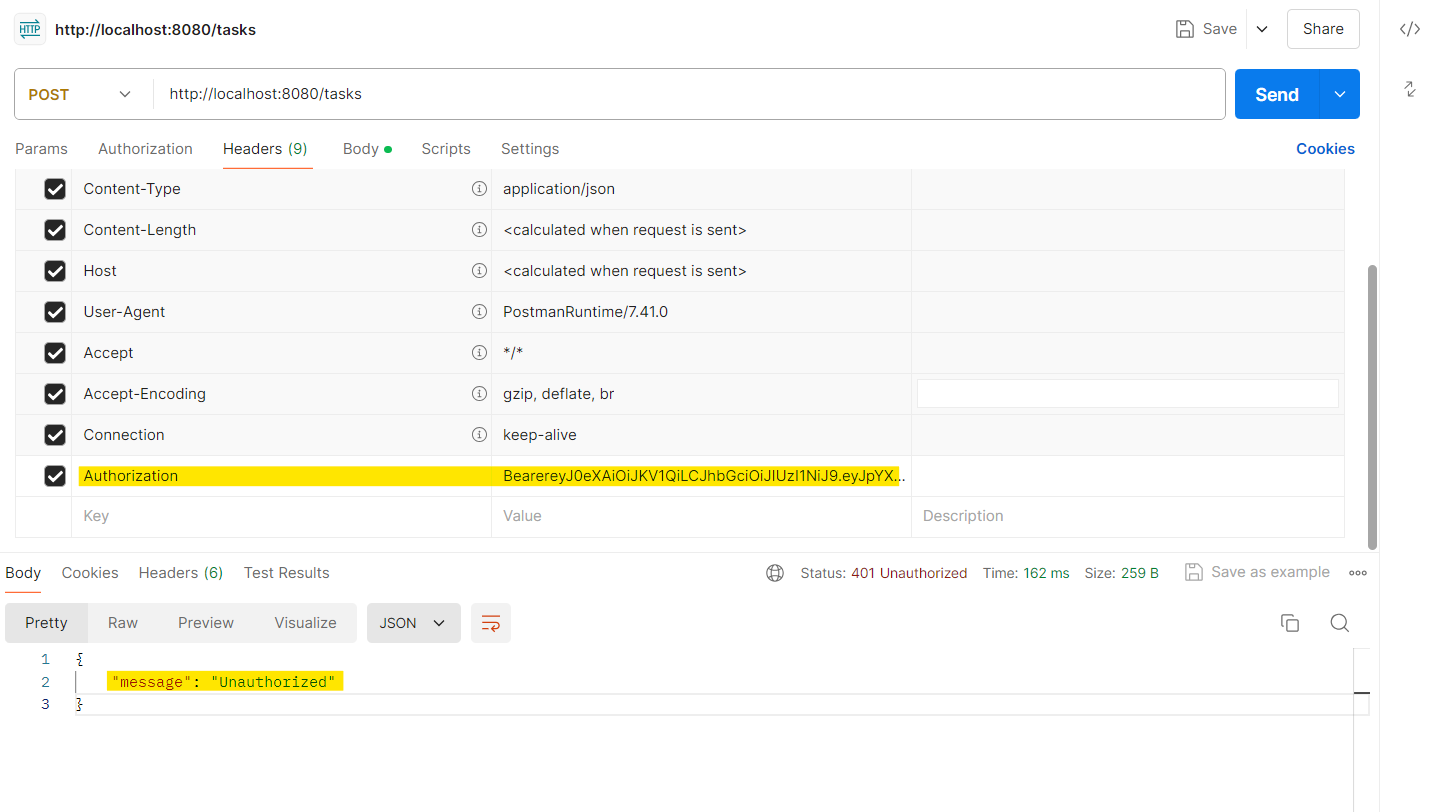 HTTP http://localhost:8080/tasks Save Share
POST http://localhost:8080/tasks Send
Params Authorization Headers (9) Body Scripts Settings Cookies
Content-Type application/json
Content-Length <calculated when request is sent>
Host <calculated when request is sent>
User-Agent PostmanRuntime/7.41.0
Accept */*
Accept-Encoding gzip, deflate, br
Connection keep-alive
Authorization BearereyJ0eXAiOiJKV1QiLCJhbGciOiJIUzI1NiJ9.eyJpYX...
Key Value Description
Body Cookies Headers (6) Test Results Status: 401 Unauthorized Time: 162 ms Size: 259 B Save as example
Pretty Raw Preview Visualize JSON
1 {
2 "message": "Unauthorized"
3 }